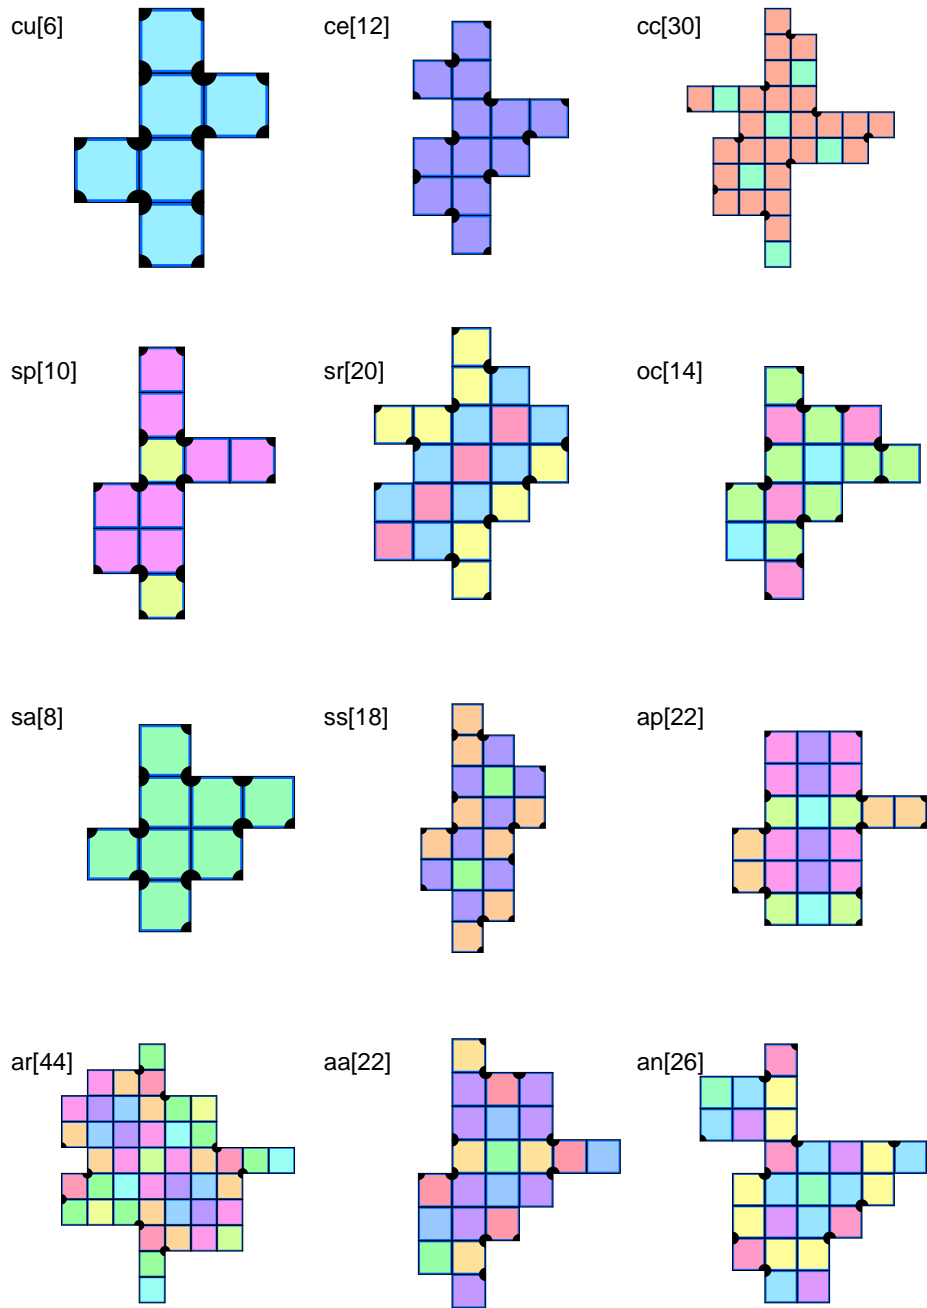 cu[6]
ce[12]
cc[30]
sp[10]
sr[20]
oc[14]
sa[8]
ss[18]
ap[22]
ar[44]
aa[22]
an[26]